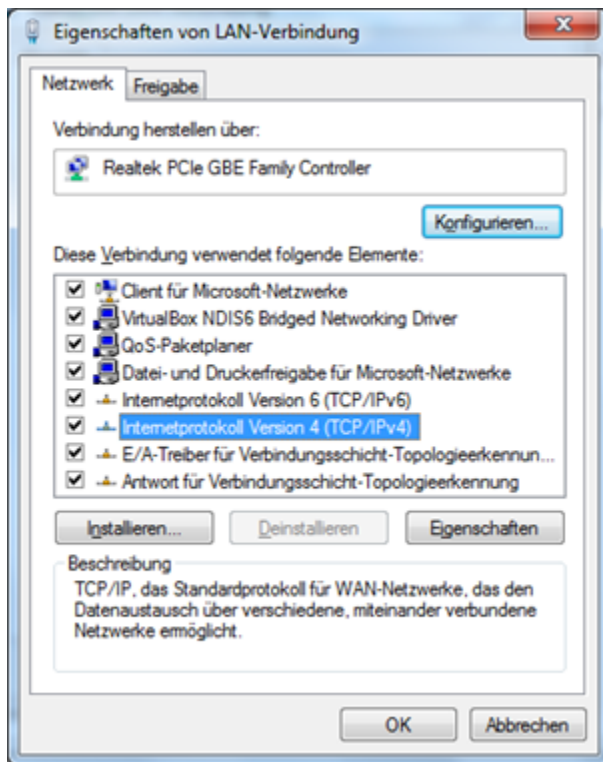 Eigenschaften von LAN-Verbindung
Netzwerk
Freigabe
Verbindung herstellen über:
Realtek PCIe GBE Family Controller
Konfigurieren...
Diese Verbindung verwendet folgende Elemente:
Client für Microsoft-Netzwerke
VirtualBox NDIS6 Bridged Networking Driver
QoS-Paketplaner
Datei- und Druckerfreigabe für Microsoft-Netzwerke
Internetprotokoll Version 6 (TCP/IPv6)
Internetprotokoll Version 4 (TCP/IPv4)
E/A-Treiber für Verbindungsschicht-Topologieerkennun...
Antwort für Verbindungsschicht-Topologieerkennung
Installieren...
Deinstallieren
Eigenschaften
Beschreibung
TCP/IP, das Standardprotokoll für WAN-Netzwerke, das den
Datenaustausch über verschiedene, miteinander verbundene
Netzwerke ermöglicht.
OK
Abbrechen